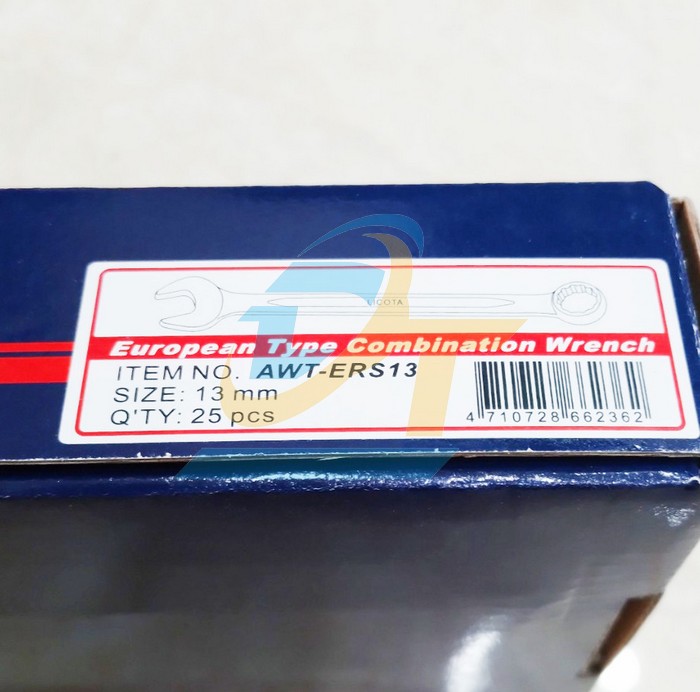 LICOTA
European Type Combination Wrench
ITEM NO. AWT-ERS13
SIZE: 13 mm
Q'TY: 25 pcs
4 710728 662362